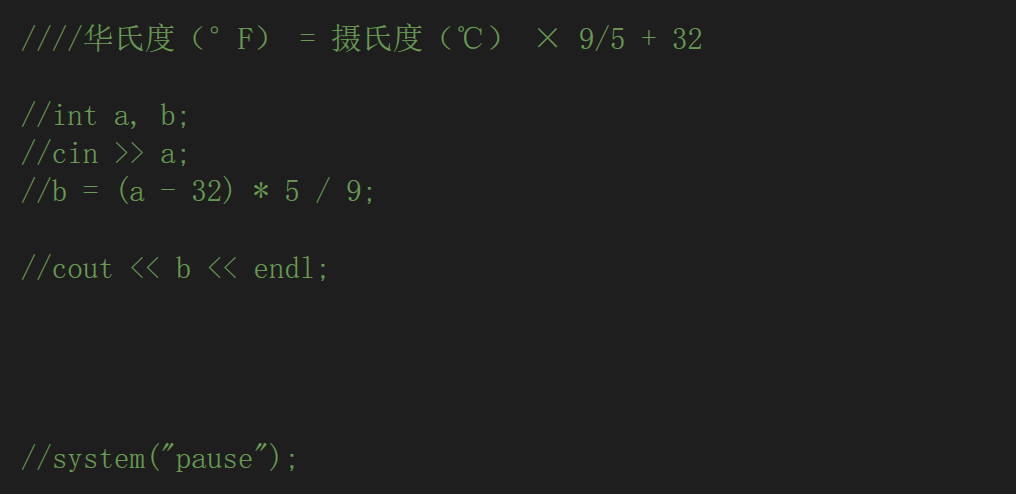 ////华氏度（°F） = 摄氏度（℃） × 9/5 + 32
//int a, b;
//cin >> a;
//b = (a - 32) * 5 / 9;
//cout << b << endl;
//system("pause");